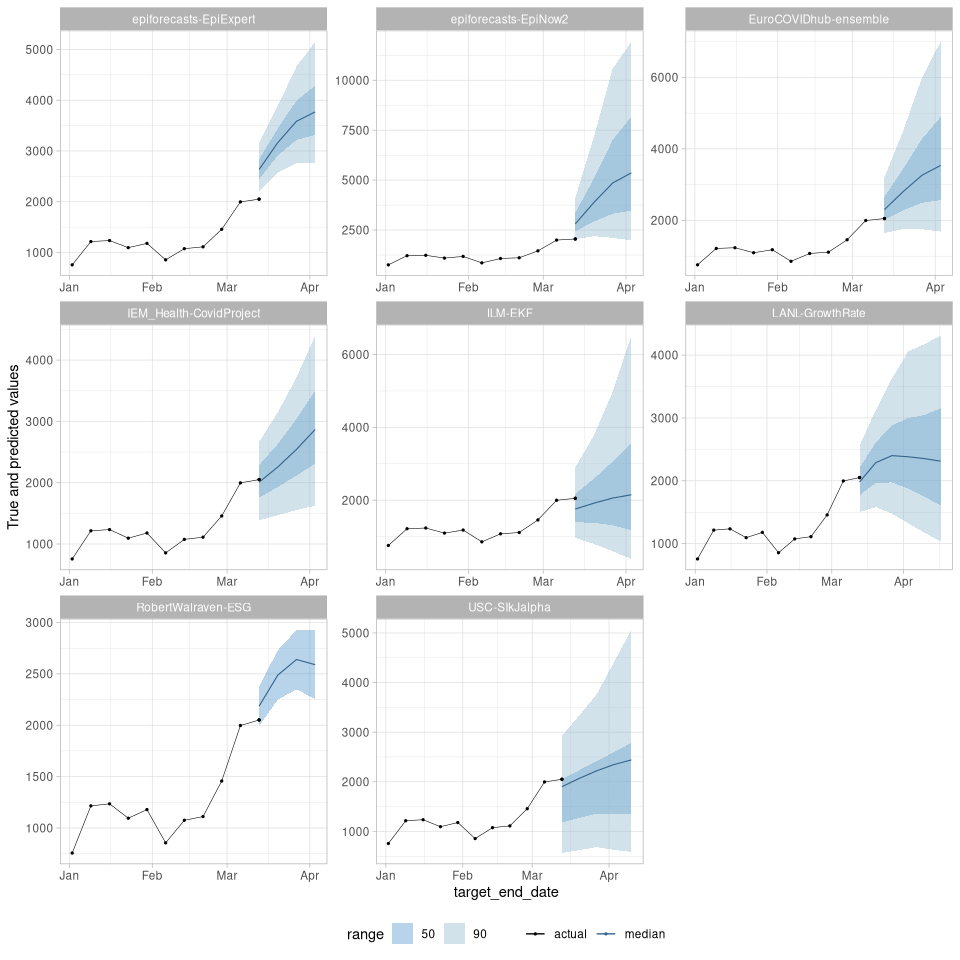 epiforecasts-EpiExpert
epiforecasts-EpiNow2
EuroCOVIDhub-ensemble
5000
4000
3000
2000
1000
Jan Feb Mar Apr
10000
7500
5000
2500
Jan Feb Mar Apr
6000
4000
2000
Jan Feb Mar Apr
True and predicted values
IEM_Health-CovidProject
ILM-EKF
LANL-GrowthRate
4000
3000
2000
1000
Jan Feb Mar Apr
6000
4000
2000
Jan Feb Mar Apr
4000
3000
2000
1000
Jan Feb Mar Apr
RobertWalraven-ESG
USC-SIkJalpha
3000
2500
2000
1500
1000
Jan Feb Mar Apr
5000
4000
3000
2000
1000
Jan Feb Mar Apr
target_end_date
range 50 90 actual median